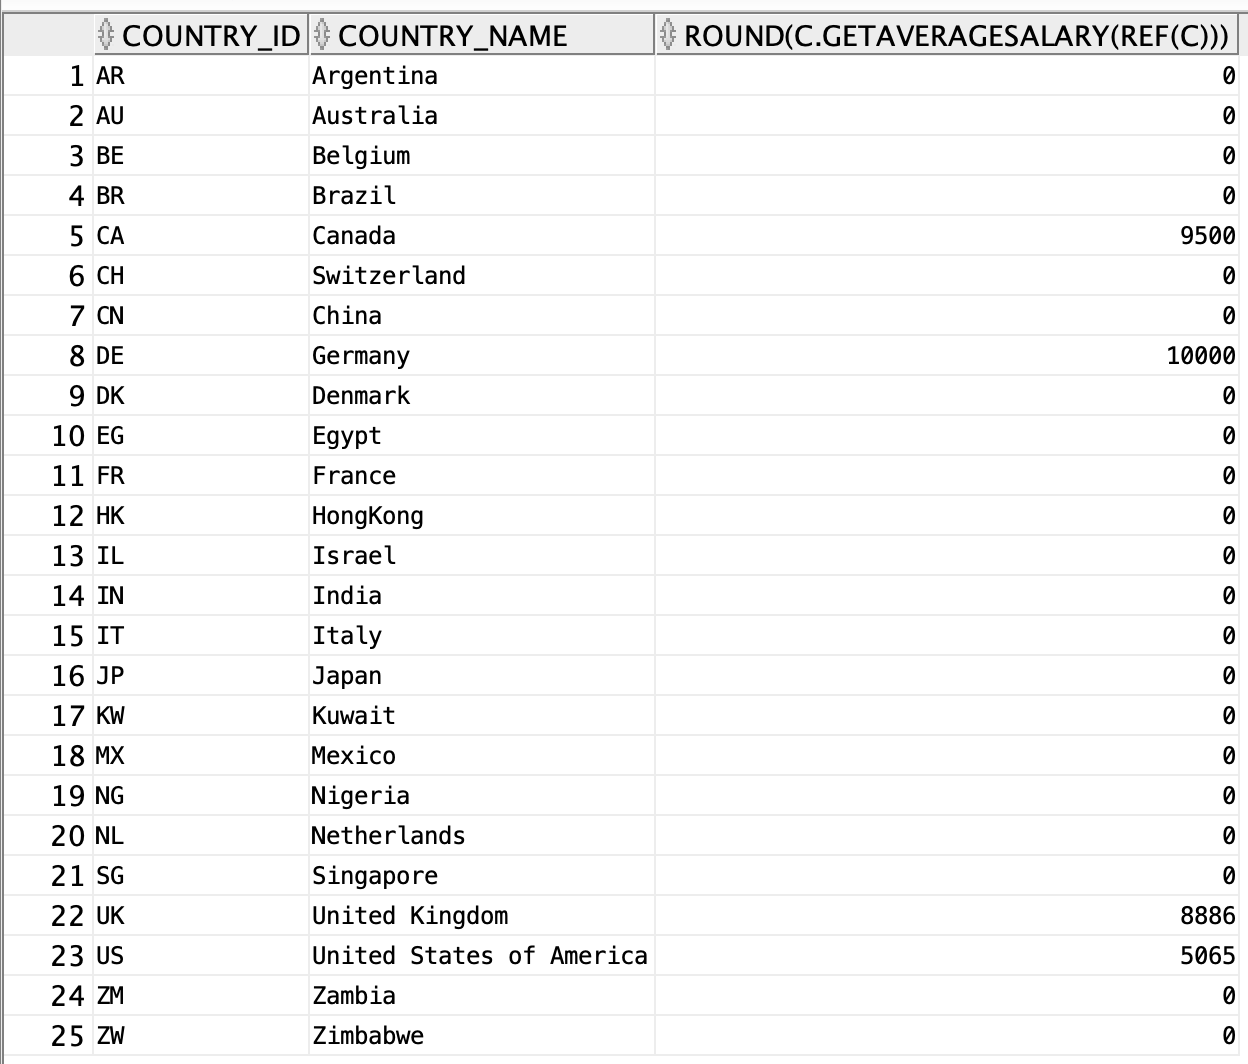 COUNTRY_ID COUNTRY_NAME ROUND(C.GETAVERAGESALARY(REF(C)))
1 AR Argentina 0
2 AU Australia 0
3 BE Belgium 0
4 BR Brazil 0
5 CA Canada 9500
6 CH Switzerland 0
7 CN China 0
8 DE Germany 10000
9 DK Denmark 0
10 EG Egypt 0
11 FR France 0
12 HK HongKong 0
13 IL Israel 0
14 IN India 0
15 IT Italy 0
16 JP Japan 0
17 KW Kuwait 0
18 MX Mexico 0
19 NG Nigeria 0
20 NL Netherlands 0
21 SG Singapore 0
22 UK United Kingdom 8886
23 US United States of America 5065
24 ZM Zambia 0
25 ZW Zimbabwe 0